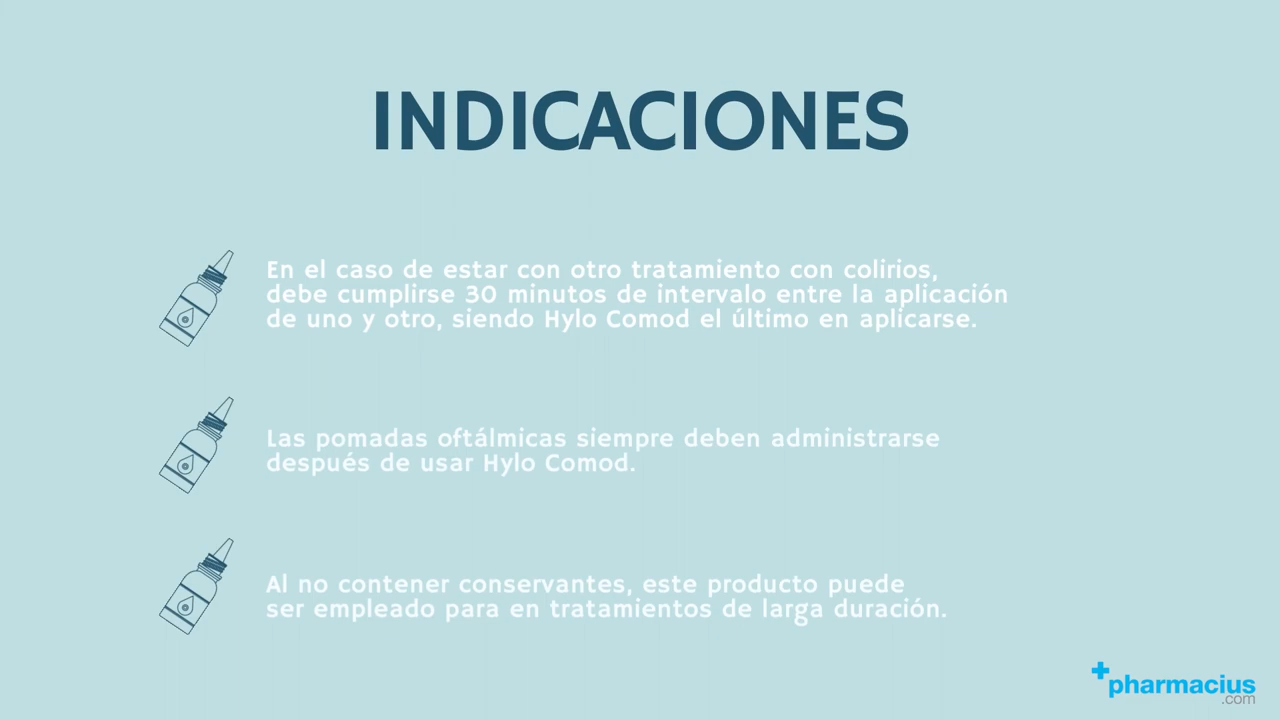 INDICACIONES
En el caso de estar con otro tratamiento con colirios,
debe cumplirse 30 minutos de intervalo entre la aplicación
de uno y otro, siendo Hylo Comod el último en aplicarse.
Las pomadas oftálmicas siempre deben administrarse
después de usar Hylo Comod.
Al no contener conservantes, este producto puede
ser empleado para en tratamientos de larga duración.
pharmacius
.com